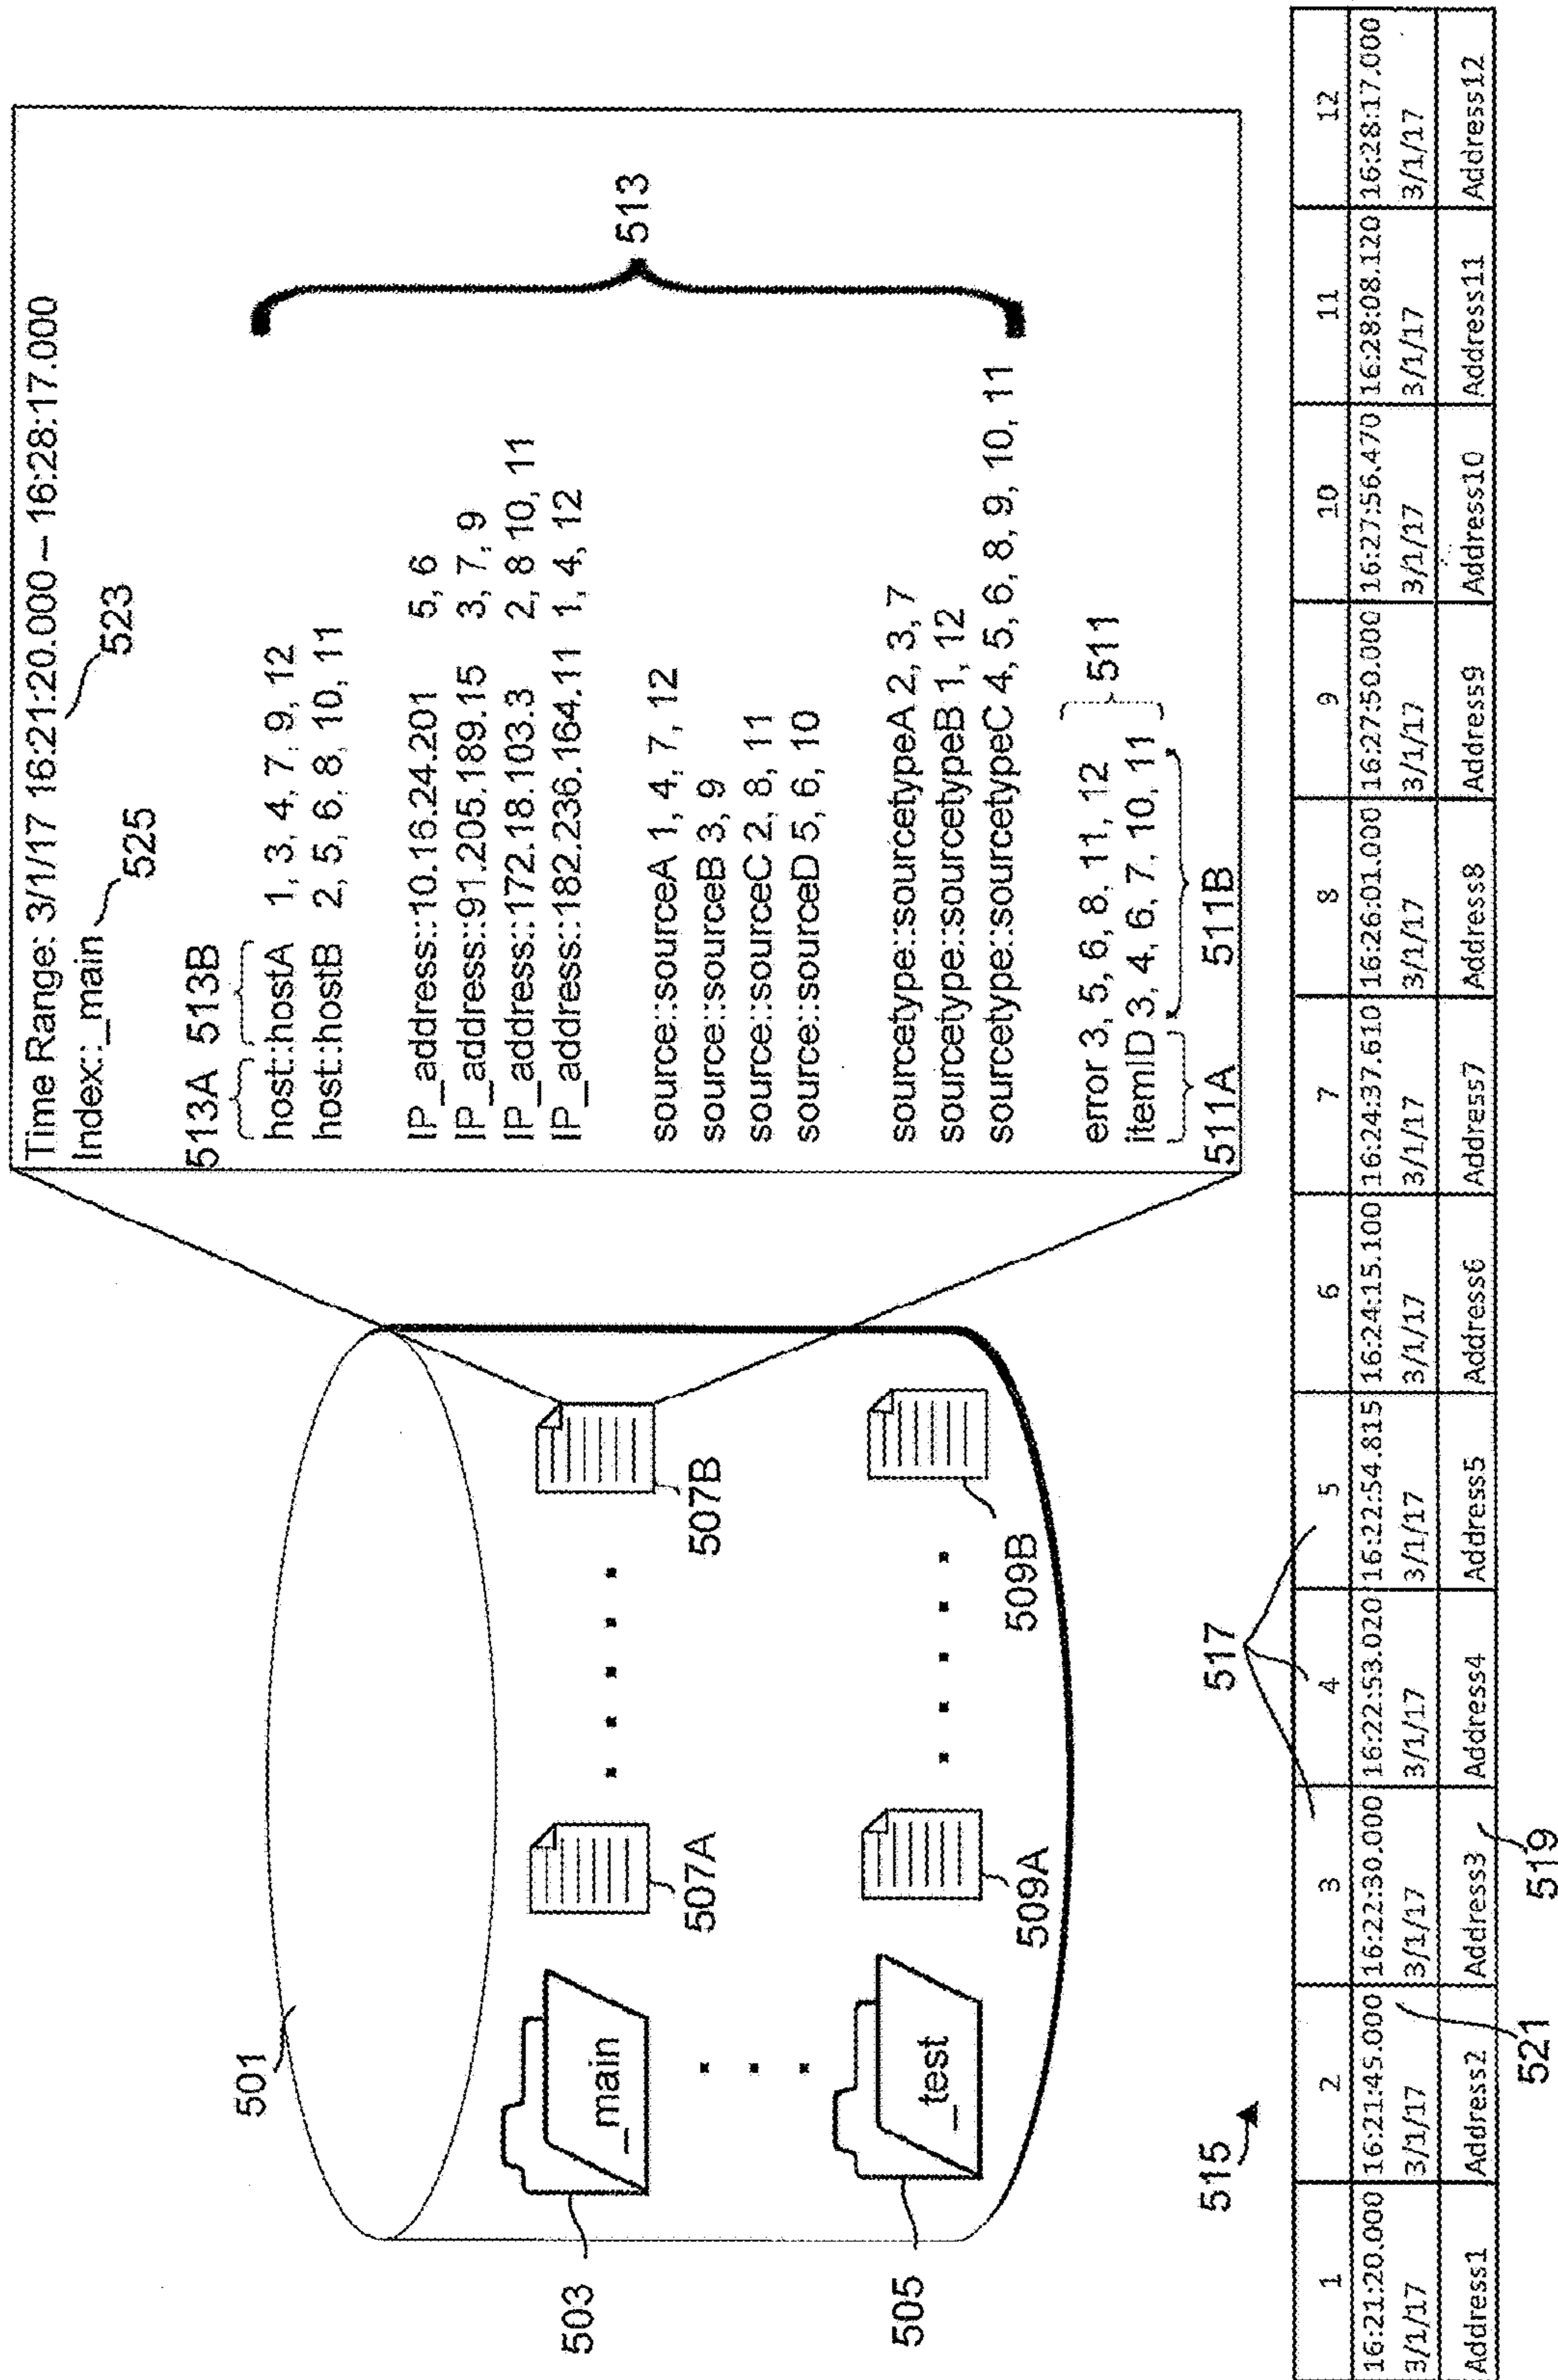 Time Range: 3/1/17 16:21:20.000 – 16:28:17.000
Index::_main
523
525
513A 513B
host::hostA 1, 3, 4, 7, 9, 12
host::hostB 2, 5, 6, 8, 10, 11
IP_address::10.16.24.201 5, 6
IP_address::91.205.189.15 3, 7, 9
IP_address::172.18.103.3 2, 8 10, 11
IP_address::182.236.164.11 1, 4, 12
source::sourceA 1, 4, 7, 12
source::sourceB 3, 9
source::sourceC 2, 8, 11
source::sourceD 5, 6, 10
sourcetype::sourcetypeA 2, 3, 7
sourcetype::sourcetypeB 1, 12
sourcetype::sourcetypeC 4, 5, 6, 8, 9, 10, 11
513
error 3, 5, 6, 8, 11, 12
itemID 3, 4, 6, 7, 10, 11
511
511A
511B
501
503
_main
507A
507B
505
_test
509A
509B
515
517
1 2 3 4 5 6 7 8 9 10 11 12
16:21:20.000 16:21:45.000 16:22:30.000 16:22:53.020 16:22:54.815 16:24:15.100 16:24:37.610 16:26:01.000 16:27:50.000 16:27:56.470 16:28:08.120 16:28:17.000
3/1/17 3/1/17 3/1/17 3/1/17 3/1/17 3/1/17 3/1/17 3/1/17 3/1/17 3/1/17 3/1/17 3/1/17
Address1 Address2 Address3 Address4 Address5 Address6 Address7 Address8 Address9 Address10 Address11 Address12
521
519